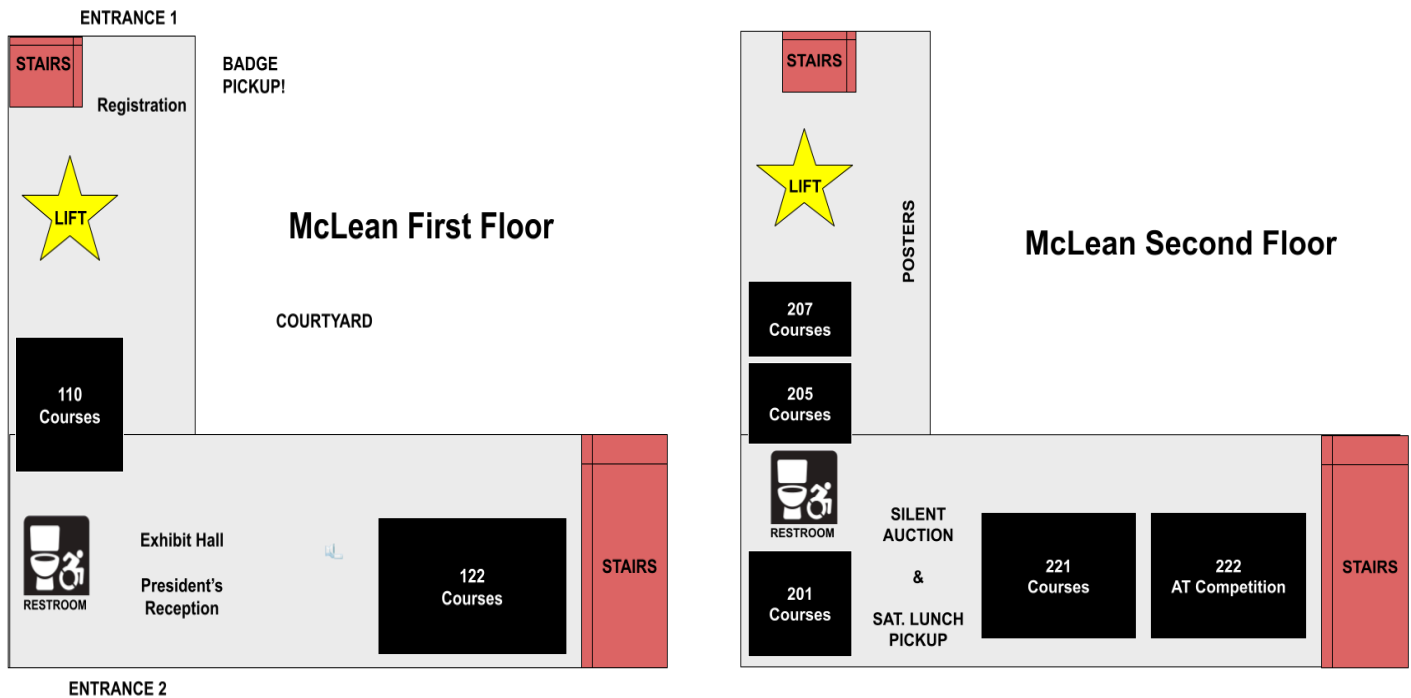 ENTRANCE 1
STAIRS
BADGE
PICKUP!
Registration
LIFT
McLean First Floor
COURTYARD
110
Courses
RESTROOM
Exhibit Hall
President's
Reception
122
Courses
STAIRS
ENTRANCE 2
STAIRS
LIFT
POSTERS
McLean Second Floor
207
Courses
205
Courses
RESTROOM
201
Courses
SILENT
AUCTION
&
SAT. LUNCH
PICKUP
221
Courses
222
AT Competition
STAIRS